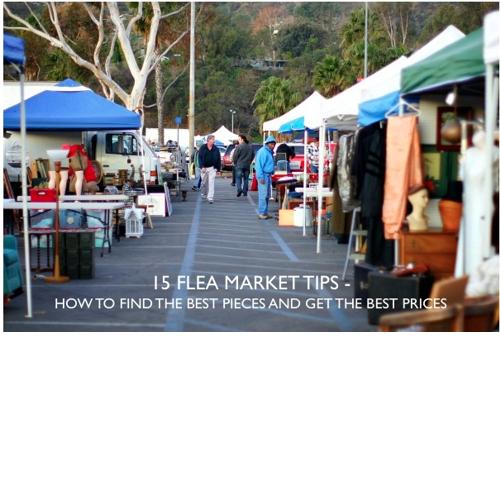 15 FLEA MARKET TIPS -
HOW TO FIND THE BEST PIECES AND GET THE BEST PRICES